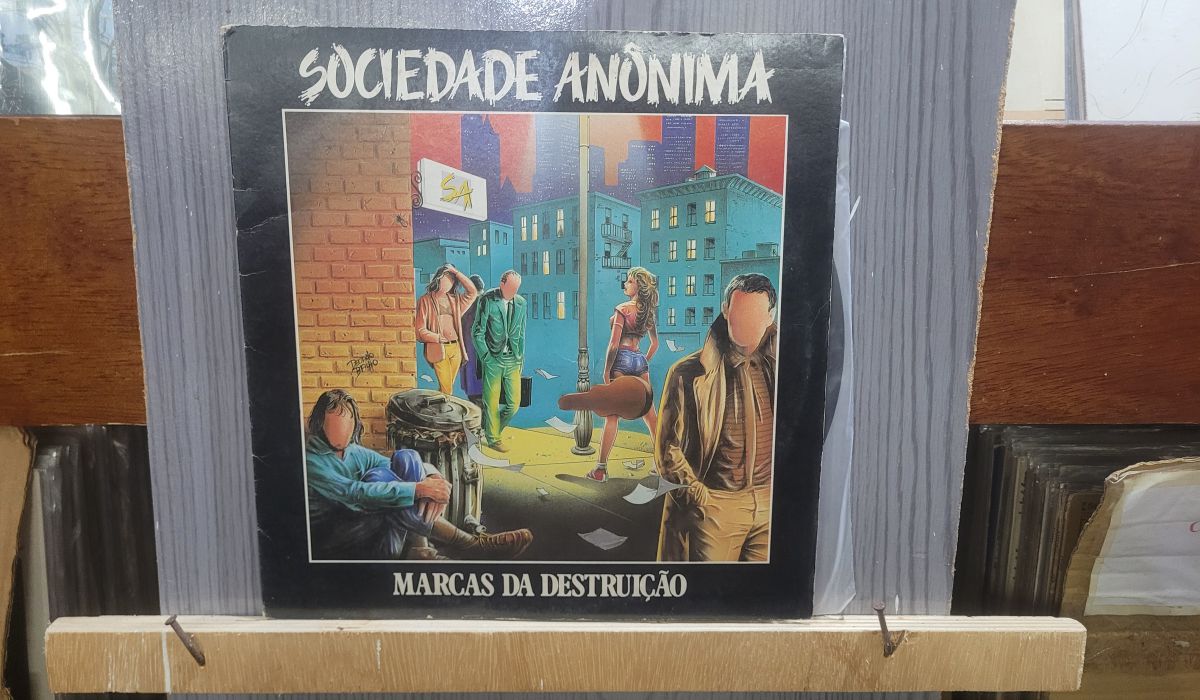 SOCIEDADE ANÔNIMA
SA
MARCAS DA DESTRUIÇÃO